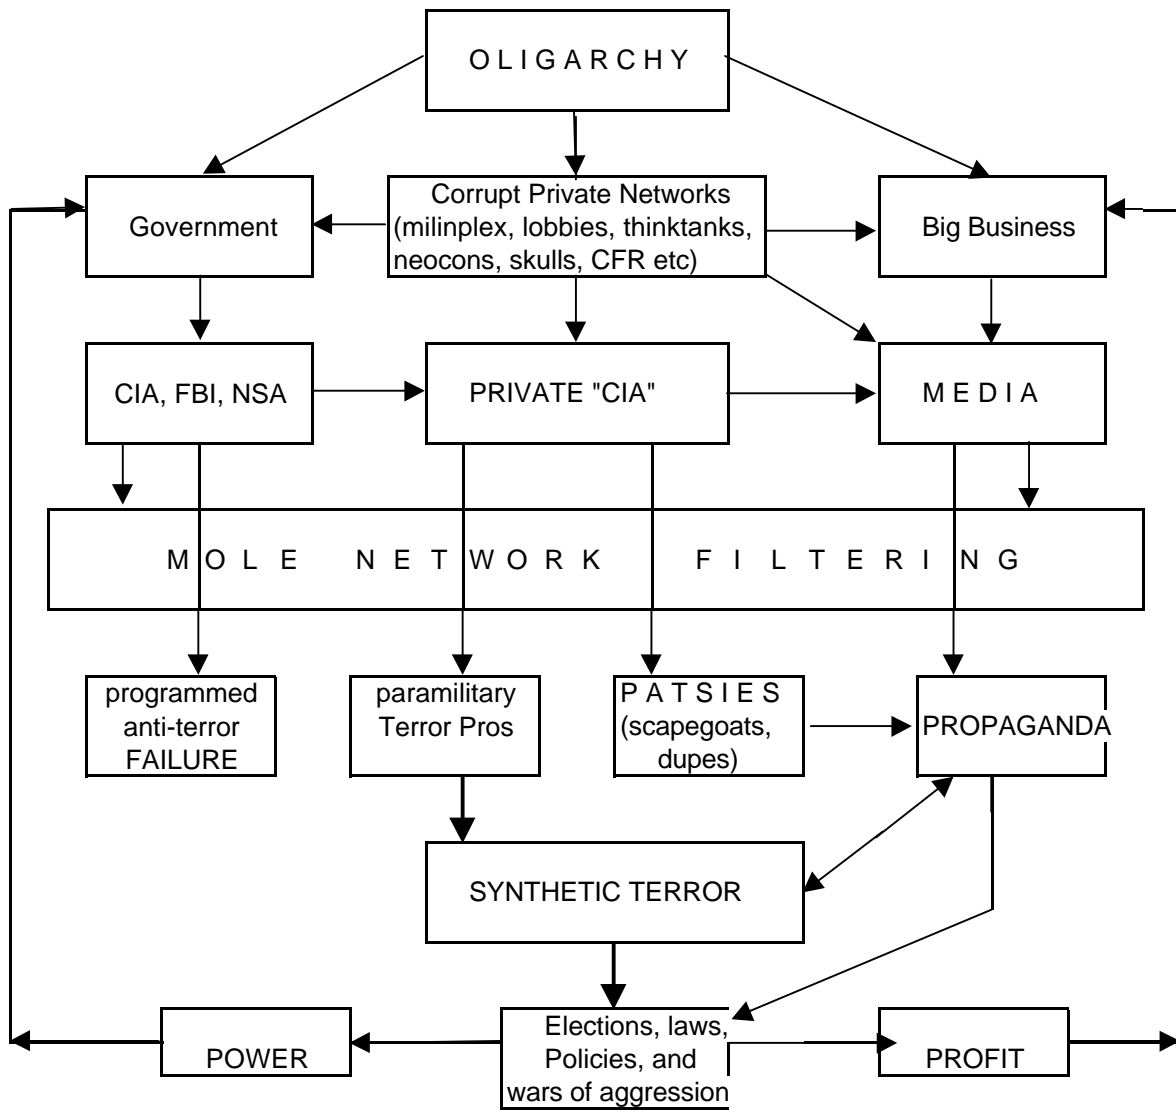 O L I G A R C H Y
Government
Corrupt Private Networks
(milinplex, lobbies, thinktanks,
neocons, skulls, CFR etc)
Big Business
CIA, FBI, NSA
PRIVATE "CIA"
M E D I A
M O L E N E T W O R K F I L T E R I N G
programmed
anti-terror
FAILURE
paramilitary
Terror Pros
P A T S I E S
(scapegoats,
dupes)
PROPAGANDA
SYNTHETIC TERROR
POWER
Elections, laws,
Policies, and
wars of aggression
PROFIT